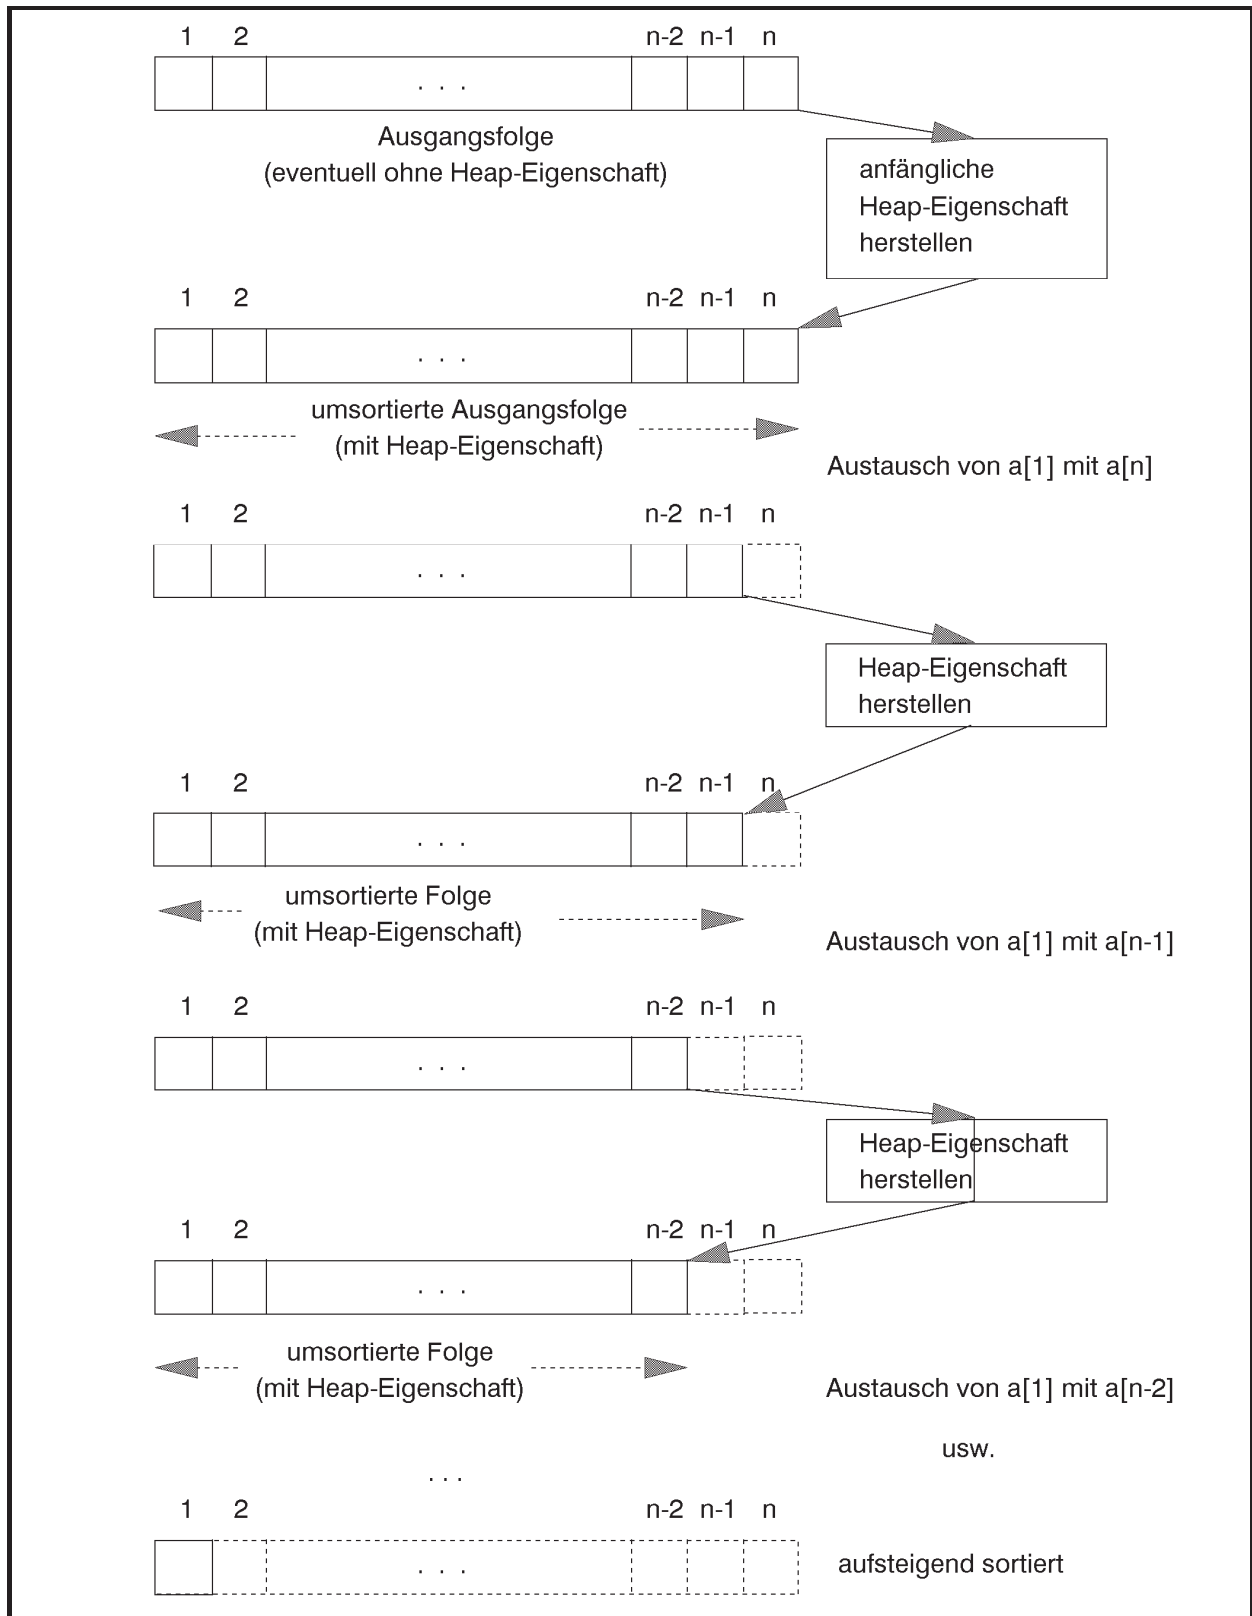 1 2 n-2 n-1 n
. . .
Ausgangsfolge
(eventuell ohne Heap-Eigenschaft)
anfängliche
Heap-Eigenschaft
herstellen
1 2 n-2 n-1 n
. . .
umsortierte Ausgangsfolge
(mit Heap-Eigenschaft)
Austausch von a[1] mit a[n]
1 2 n-2 n-1 n
. . .
Heap-Eigenschaft
herstellen
1 2 n-2 n-1 n
. . .
umsortierte Folge
(mit Heap-Eigenschaft)
Austausch von a[1] mit a[n-1]
1 2 n-2 n-1 n
. . .
Heap-Eigenschaft
herstellen
1 2 n-2 n-1 n
. . .
umsortierte Folge
(mit Heap-Eigenschaft)
Austausch von a[1] mit a[n-2]
usw.
. . .
1 2 n-2 n-1 n
. . .
aufsteigend sortiert